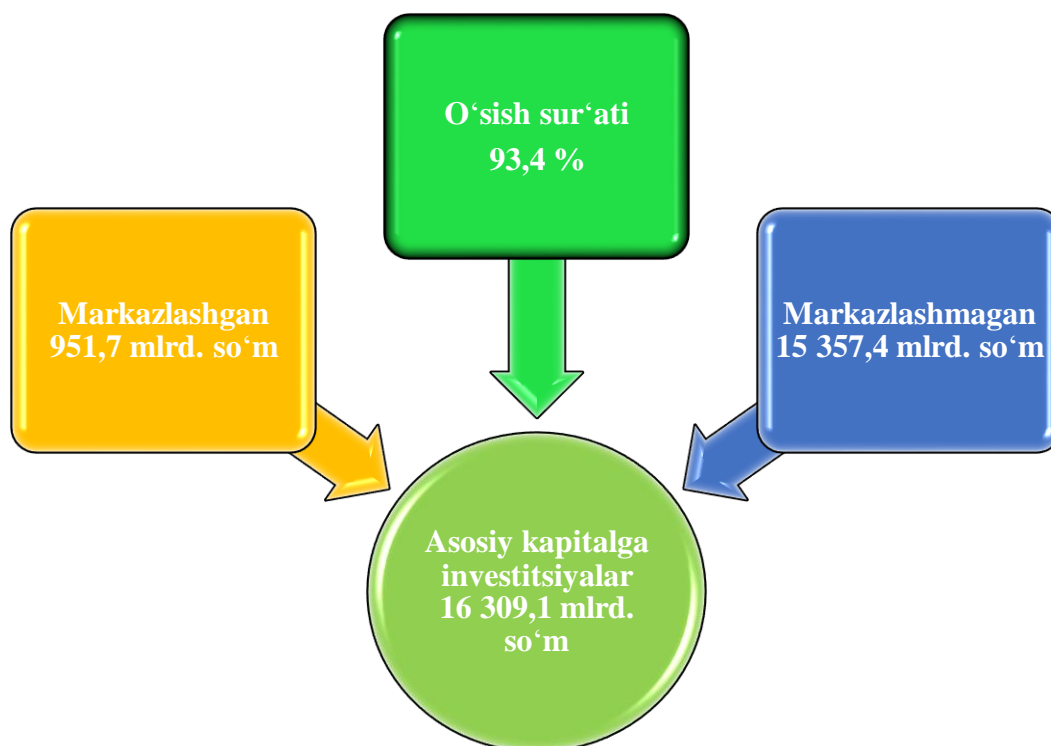 O‘sish sur‘ati
93,4 %
Markazlashgan
951,7 mlrd. so‘m
Markazlashmagan
15 357,4 mlrd. so‘m
Asosiy kapitalga
investitsiyalar
16 309,1 mlrd.
so‘m